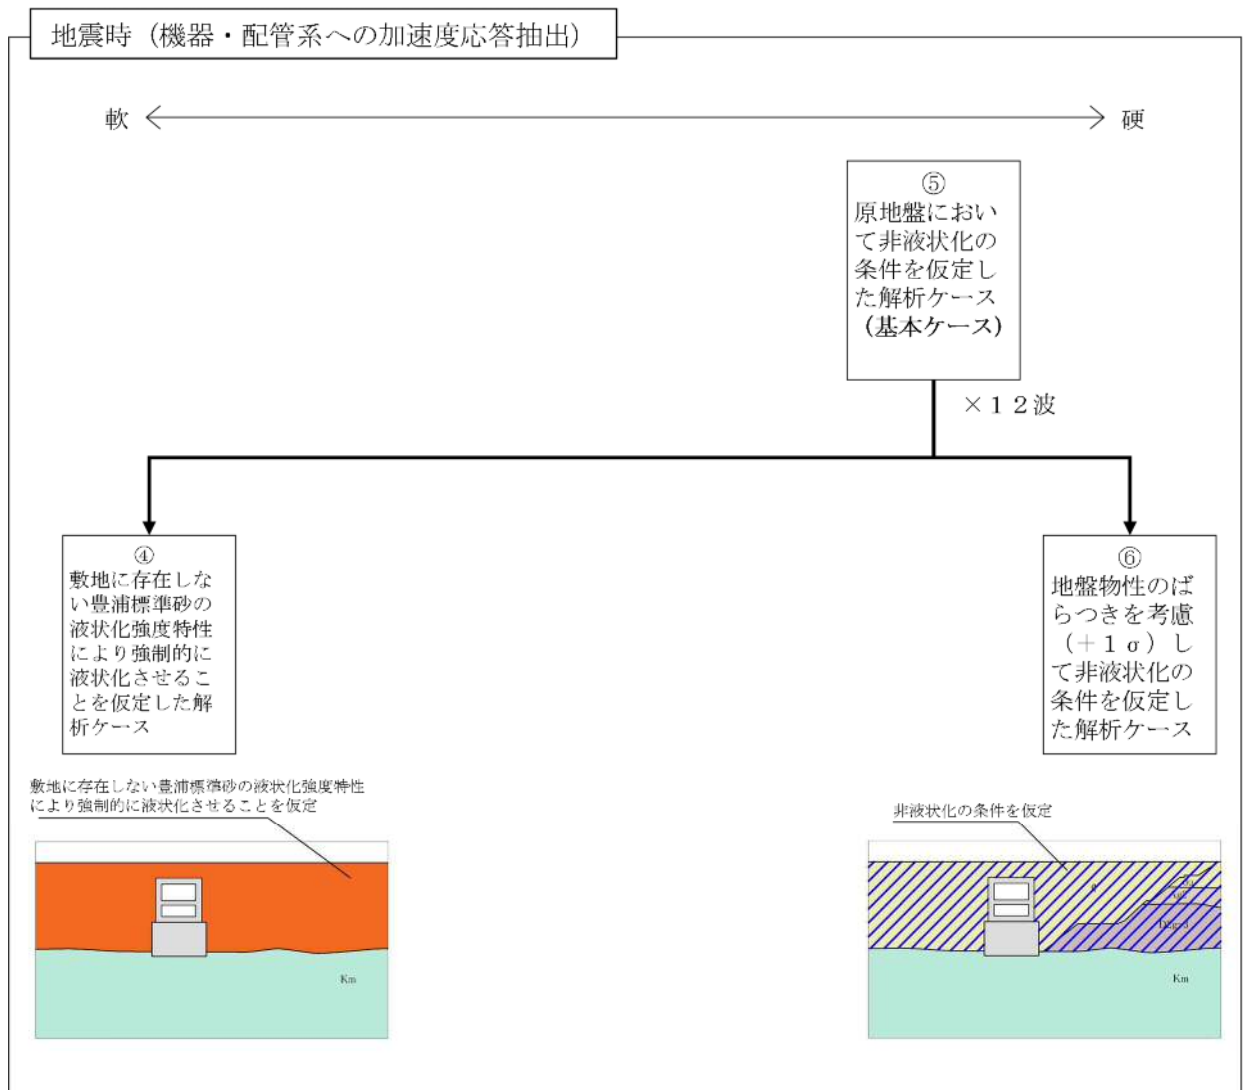 地震時（機器・配管系への加速度応答抽出）
軟
硬
⑤
原地盤におい
て非液状化の
条件を仮定し
た解析ケース
（基本ケース）
×１２波
④
敷地に存在しな
い豊浦標準砂の
液状化強度特性
により強制的に
液状化させるこ
とを仮定した解
析ケース
⑥
地盤物性のば
らつきを考慮
（＋１σ）し
て非液状化の
条件を仮定し
た解析ケース
敷地に存在しない豊浦標準砂の液状化強度特性
により強制的に液状化させることを仮定
非液状化の条件を仮定
Km
Km